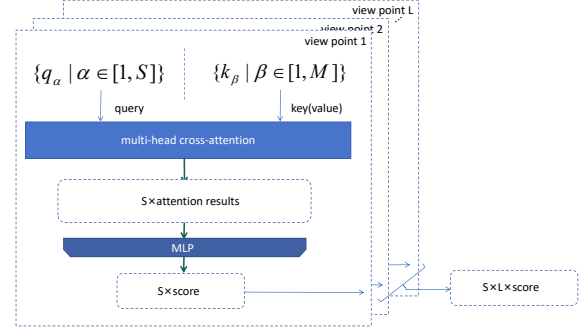 view point L
view point 2
view point 1
{q_α | α ∈ [1, S]}
{k_β | β ∈ [1, M]}
query
key(value)
multi-head cross-attention
S×attention results
MLP
S×score
S×L×score